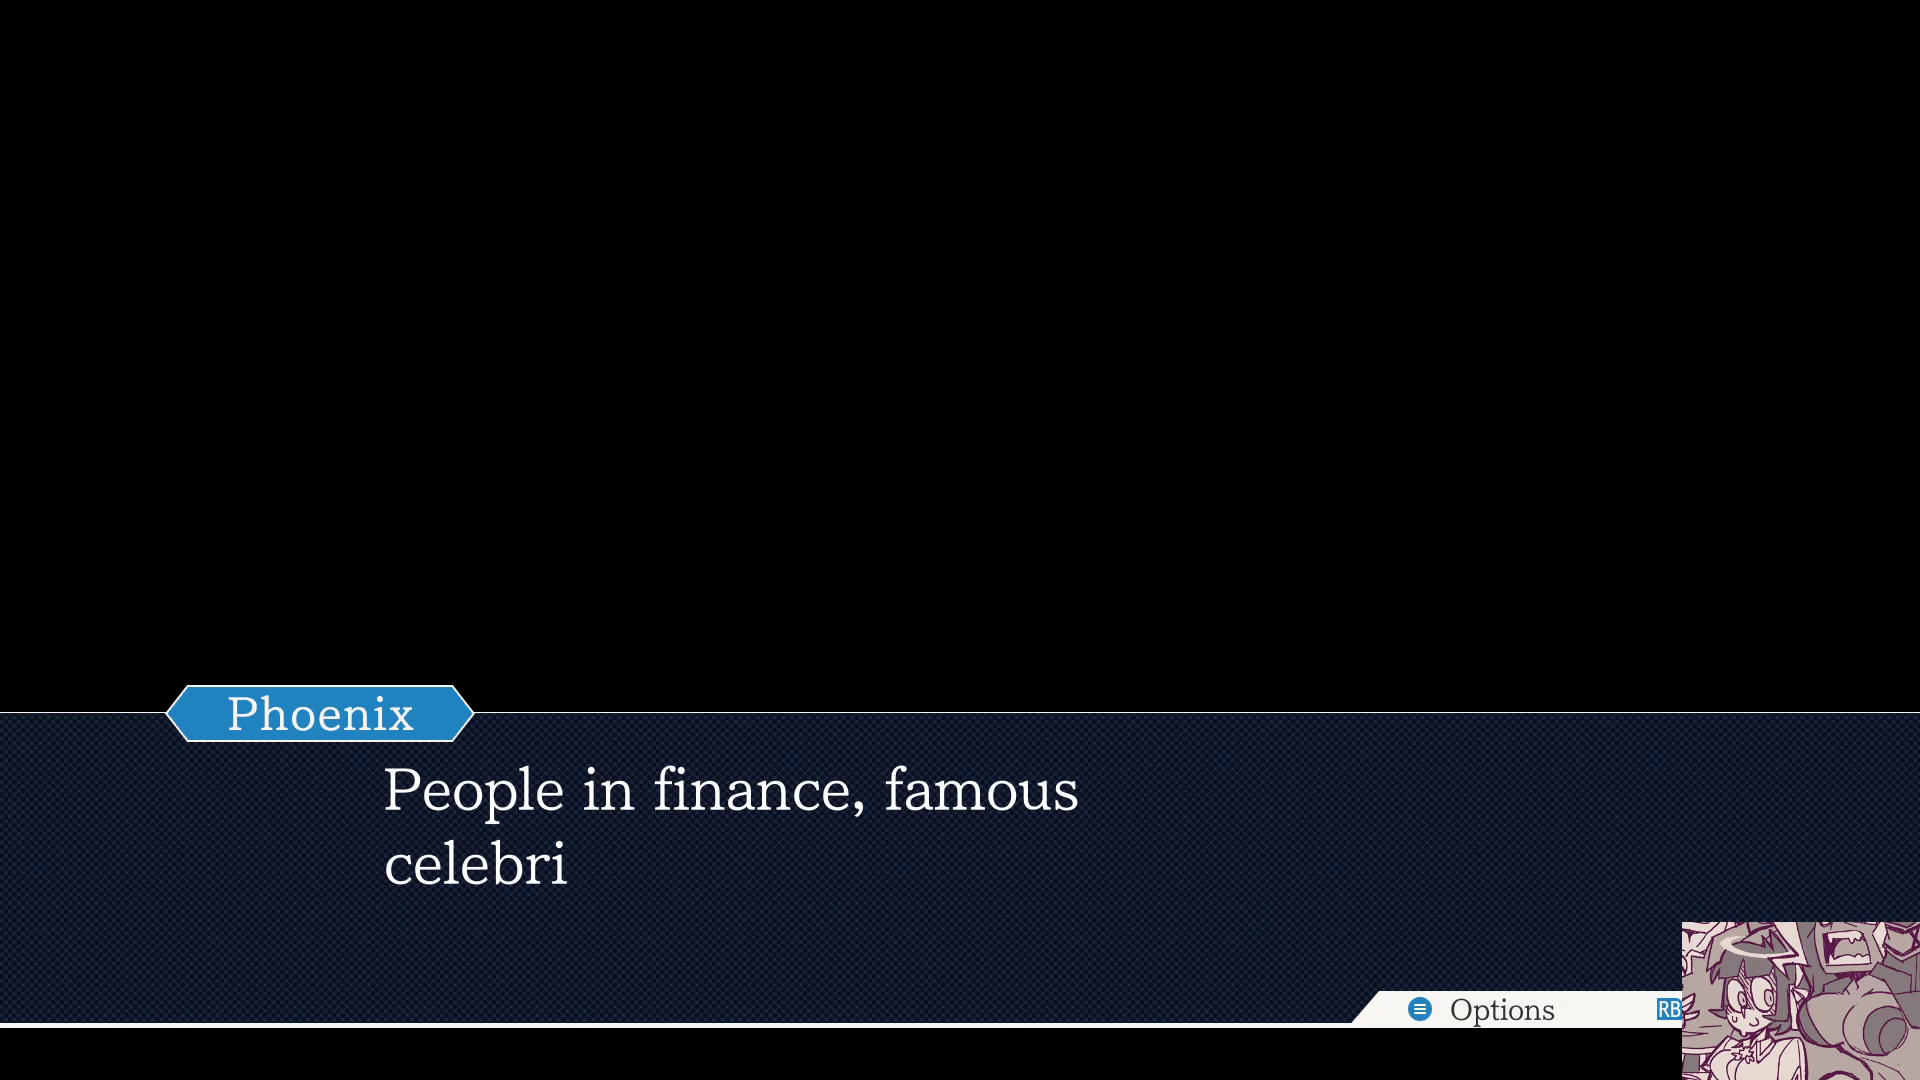 Phoenix
People in finance, famous
celebri
Options
RB